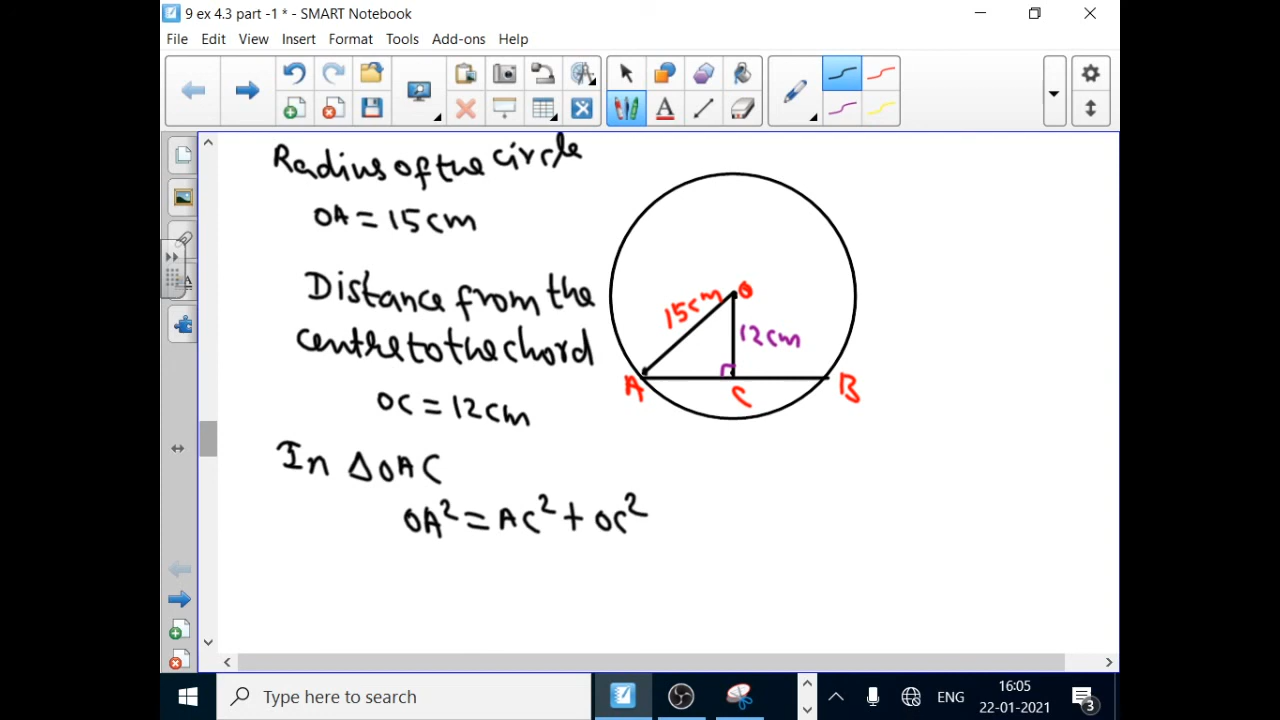 9 ex 4.3 part -1 * - SMART Notebook
File Edit View Insert Format Tools Add-ons Help
Radius of the circle
OA = 15cm
Distance from the
centre to the chord
OC = 12cm
In △OAC
OA² = AC² + OC²
O
15cm
12cm
A
C
B
Type here to search
ENG
16:05
22-01-2021
3